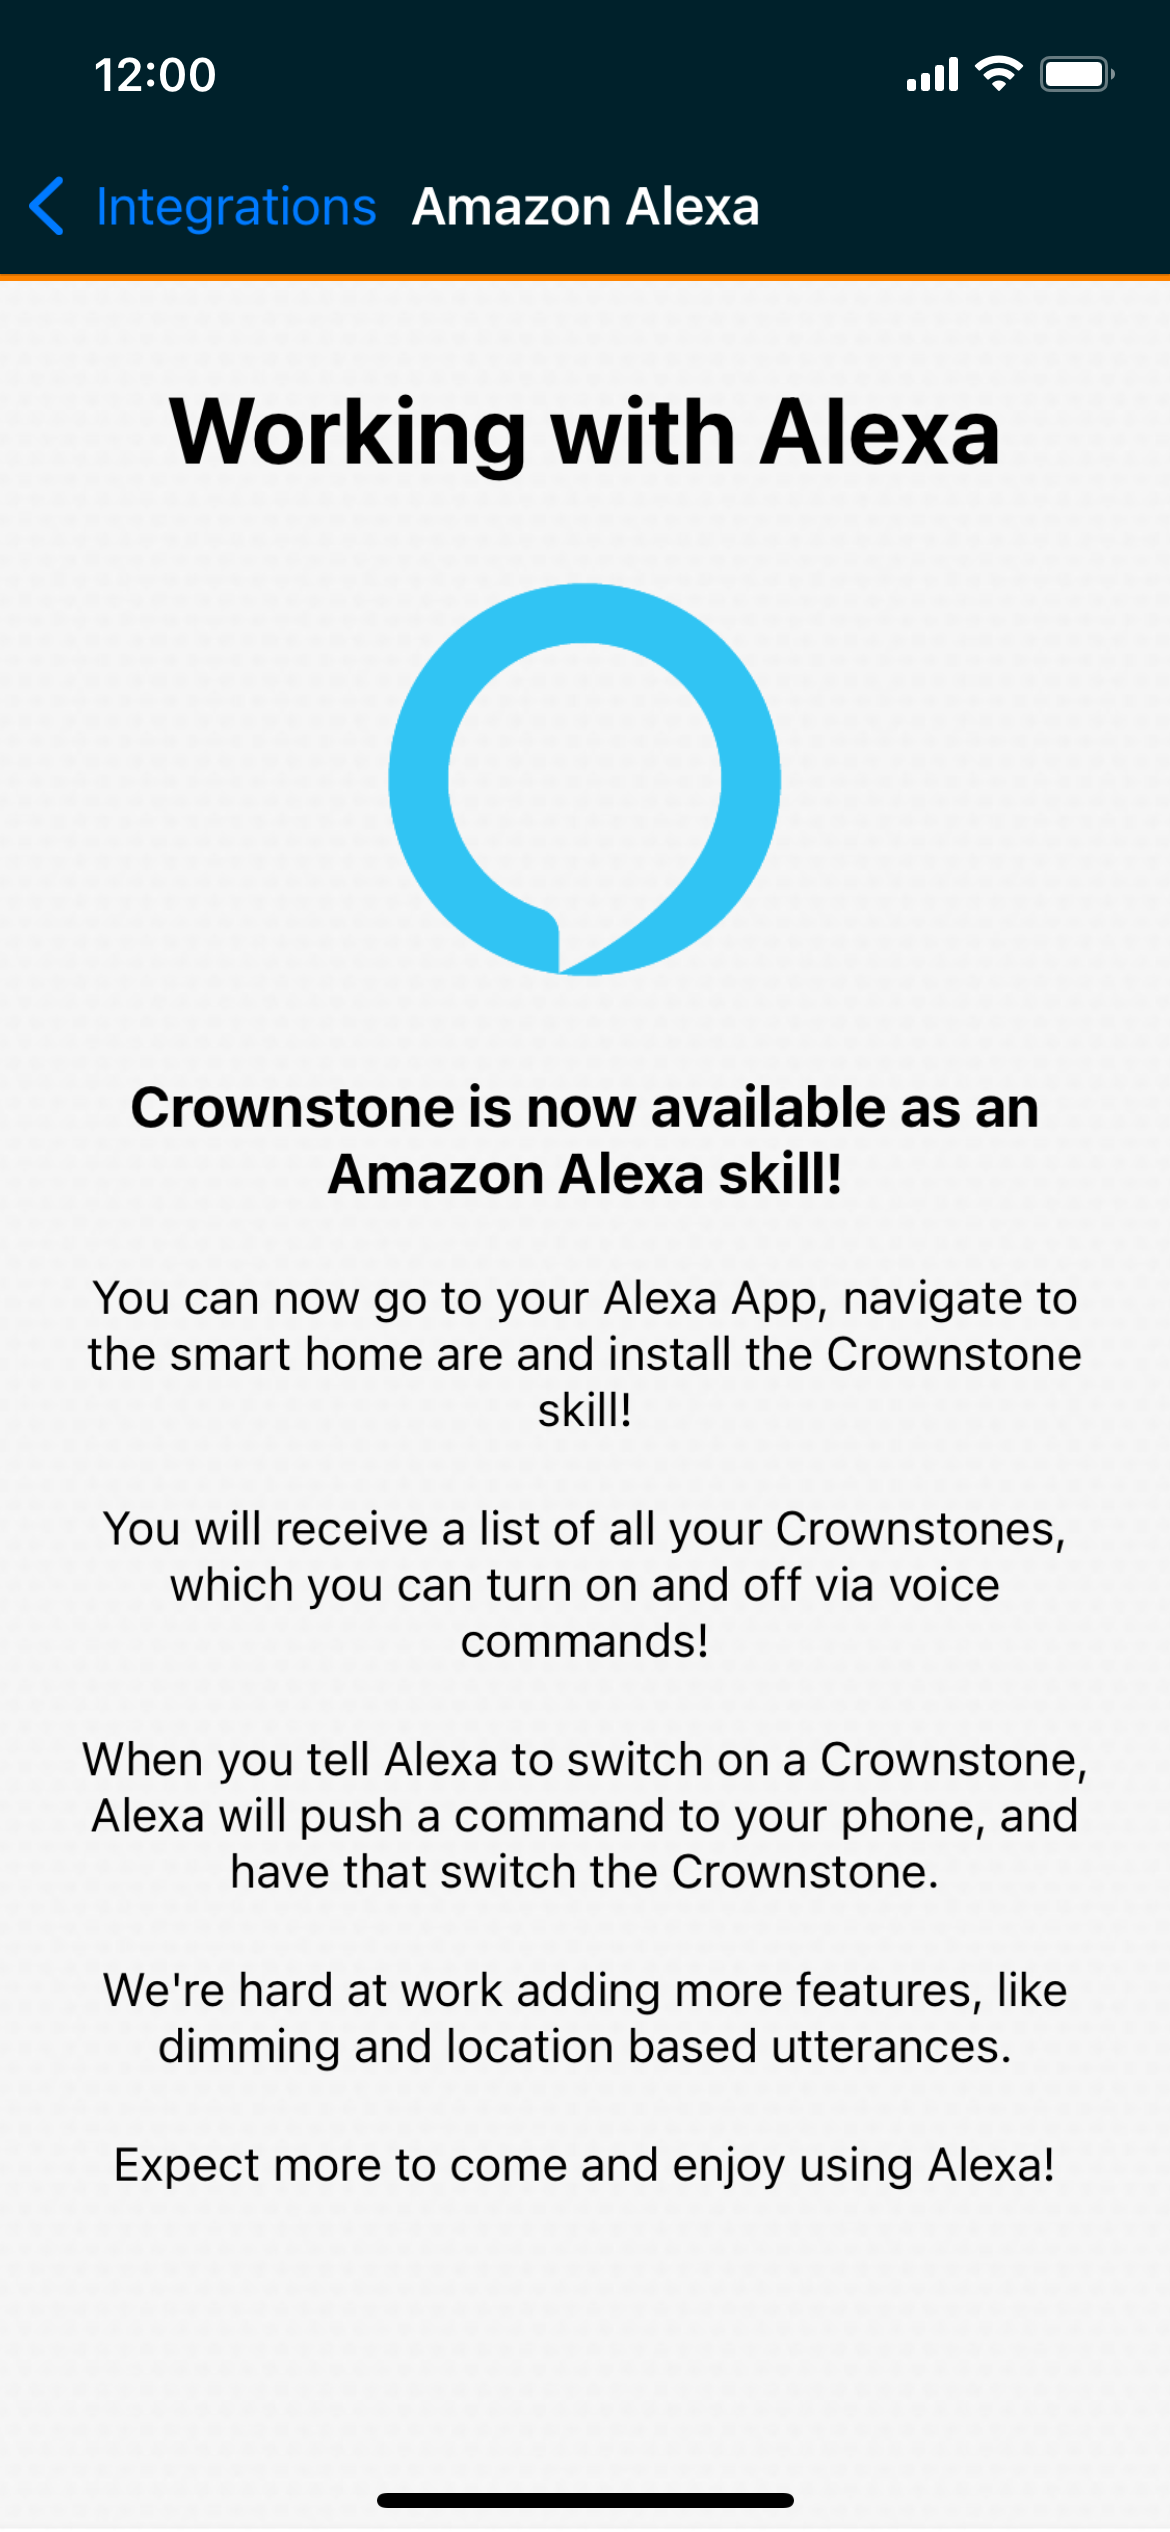 12:00
Integrations Amazon Alexa
Working with Alexa
Crownstone is now available as an
Amazon Alexa skill!
You can now go to your Alexa App, navigate to
the smart home are and install the Crownstone
skill!
You will receive a list of all your Crownstones,
which you can turn on and off via voice
commands!
When you tell Alexa to switch on a Crownstone,
Alexa will push a command to your phone, and
have that switch the Crownstone.
We're hard at work adding more features, like
dimming and location based utterances.
Expect more to come and enjoy using Alexa!